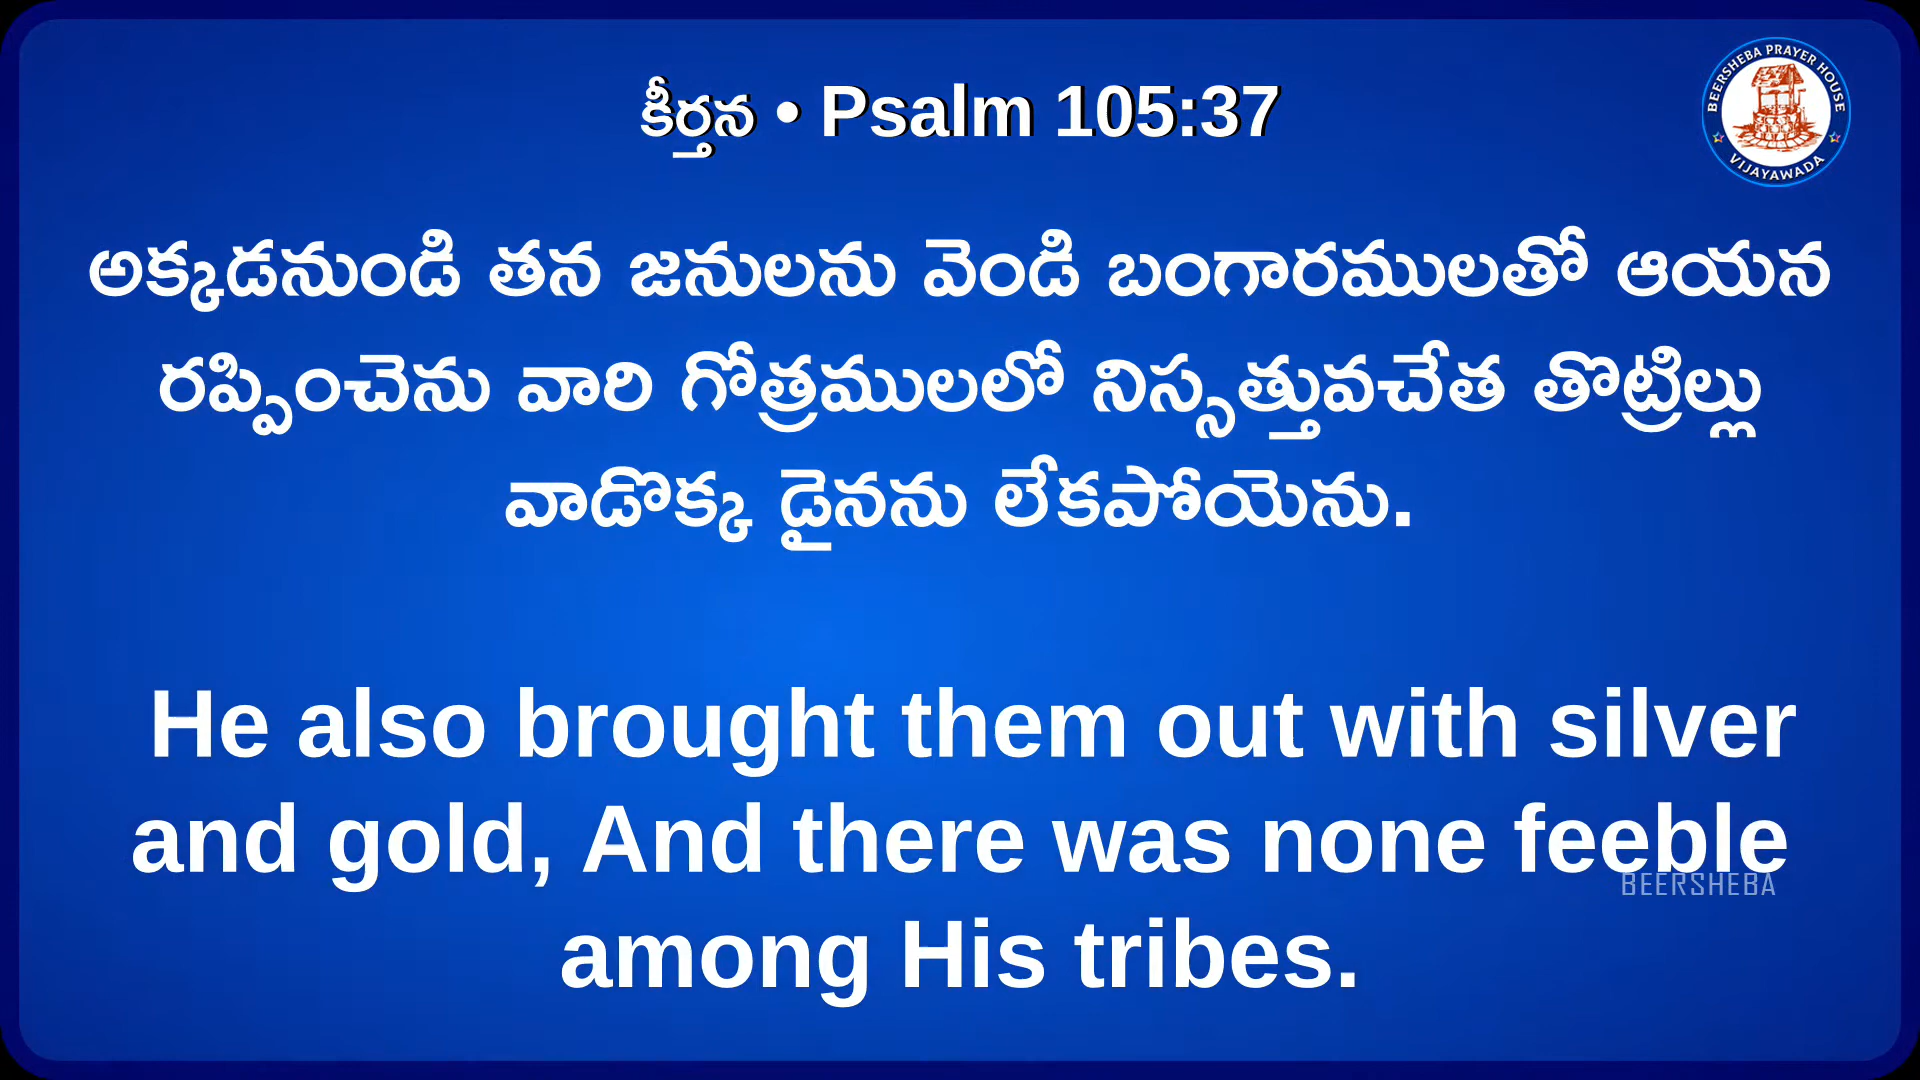 కీర్తన • Psalm 105:37
BEERSHEBA PRAYER HOUSE
VIJAYAWADA
అక్కడనుండి తన జనులను వెండి బంగారములతో ఆయన
రప్పించెను వారి గోత్రములలో నిస్సత్తువచేత తొట్రిల్లు
వాడొక్క డైనను లేకపోయెను.
He also brought them out with silver
and gold, And there was none feeble
BEERSHEBA
among His tribes.